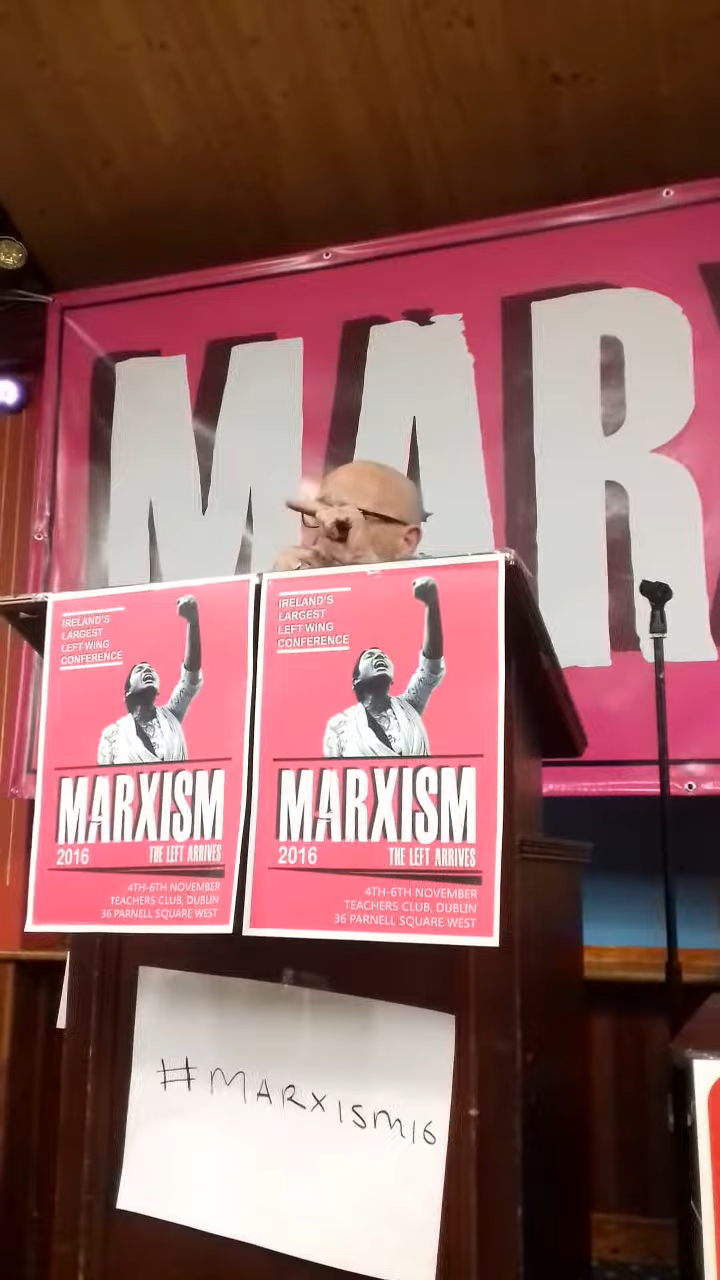 MAR
IRELAND'S
LARGEST
LEFT WING
CONFERENCE
MARXISM
2016 THE LEFT ARRIVES
4TH-6TH NOVEMBER
TEACHERS CLUB, DUBLIN
36 PARNELL SQUARE WEST
IRELAND'S
LARGEST
LEFT WING
CONFERENCE
MARXISM
2016 THE LEFT ARRIVES
4TH-6TH NOVEMBER
TEACHERS CLUB, DUBLIN
36 PARNELL SQUARE WEST
#MARXISM16